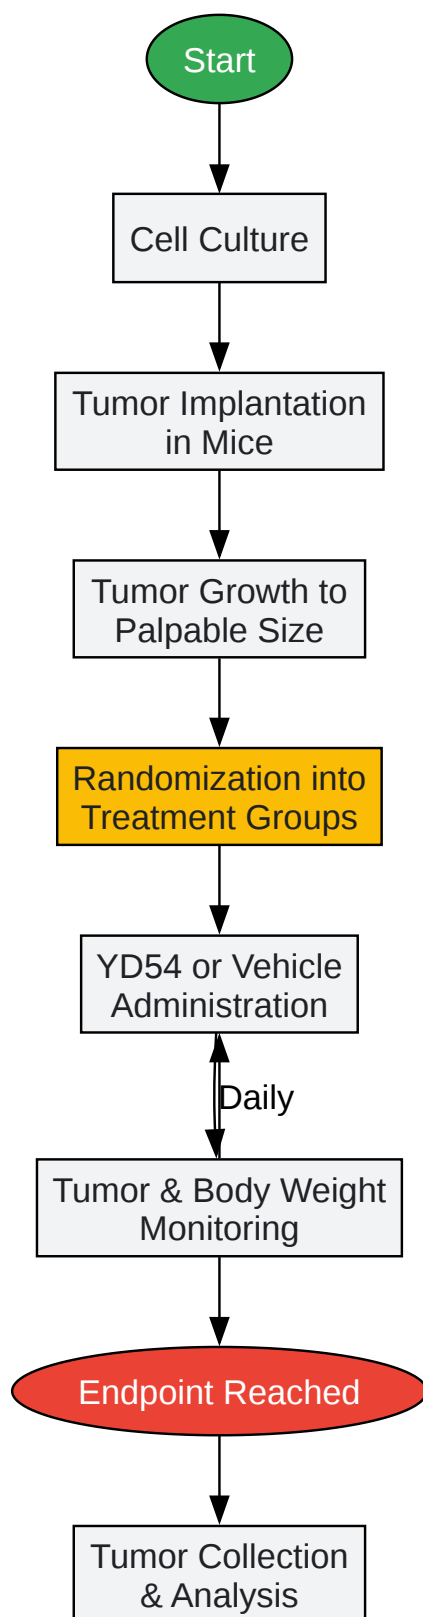 Start
Cell Culture
Tumor Implantation
in Mice
Tumor Growth to
Palpable Size
Randomization into
Treatment Groups
YD54 or Vehicle
Administration
Daily
Tumor & Body Weight
Monitoring
Endpoint Reached
Tumor Collection
& Analysis